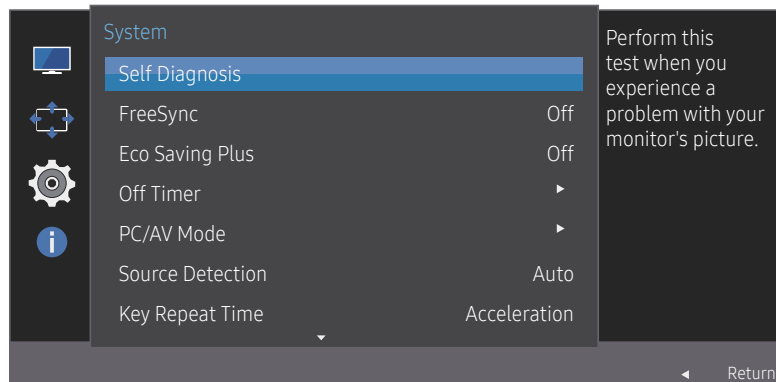 System
Self Diagnosis
FreeSync Off
Eco Saving Plus Off
Off Timer
PC/AV Mode
Source Detection Auto
Key Repeat Time Acceleration
Perform this
test when you
experience a
problem with your
monitor's picture.
Return